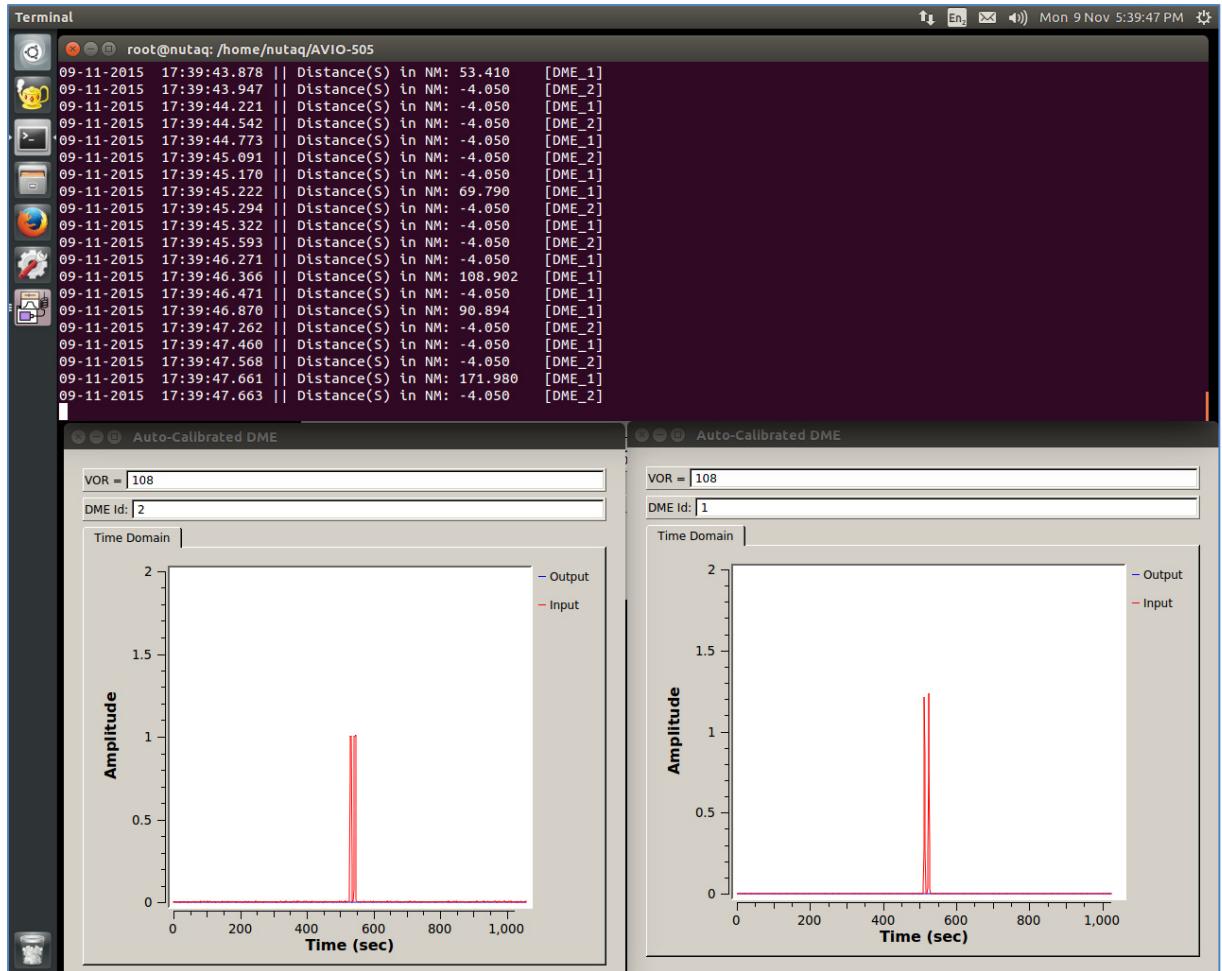 Terminal
En2 Mon 9 Nov 5:39:47 PM
root@nutaq: /home/nutaq/AVIO-505
09-11-2015 17:39:43.878 || Distance(S) in NM: 53.410 [DME_1]
09-11-2015 17:39:43.947 || Distance(S) in NM: -4.050 [DME_2]
09-11-2015 17:39:44.221 || Distance(S) in NM: -4.050 [DME_1]
09-11-2015 17:39:44.542 || Distance(S) in NM: -4.050 [DME_2]
09-11-2015 17:39:44.773 || Distance(S) in NM: -4.050 [DME_1]
09-11-2015 17:39:45.091 || Distance(S) in NM: -4.050 [DME_2]
09-11-2015 17:39:45.170 || Distance(S) in NM: -4.050 [DME_1]
09-11-2015 17:39:45.222 || Distance(S) in NM: 69.790 [DME_1]
09-11-2015 17:39:45.294 || Distance(S) in NM: -4.050 [DME_2]
09-11-2015 17:39:45.322 || Distance(S) in NM: -4.050 [DME_1]
09-11-2015 17:39:45.593 || Distance(S) in NM: -4.050 [DME_2]
09-11-2015 17:39:46.271 || Distance(S) in NM: -4.050 [DME_1]
09-11-2015 17:39:46.366 || Distance(S) in NM: 108.902 [DME_1]
09-11-2015 17:39:46.471 || Distance(S) in NM: -4.050 [DME_1]
09-11-2015 17:39:46.870 || Distance(S) in NM: 90.894 [DME_1]
09-11-2015 17:39:47.262 || Distance(S) in NM: -4.050 [DME_2]
09-11-2015 17:39:47.460 || Distance(S) in NM: -4.050 [DME_1]
09-11-2015 17:39:47.568 || Distance(S) in NM: -4.050 [DME_2]
09-11-2015 17:39:47.661 || Distance(S) in NM: 171.980 [DME_1]
09-11-2015 17:39:47.663 || Distance(S) in NM: -4.050 [DME_2]
Auto-Calibrated DME
VOR = 108
DME Id: 2
Time Domain
Output
Input
2
1.5
1
0.5
0
Amplitude
0 200 400 600 800 1,000
Time (sec)
Auto-Calibrated DME
VOR = 108
DME Id: 1
Time Domain
Output
Input
2
1.5
1
0.5
0
Amplitude
0 200 400 600 800 1,000
Time (sec)